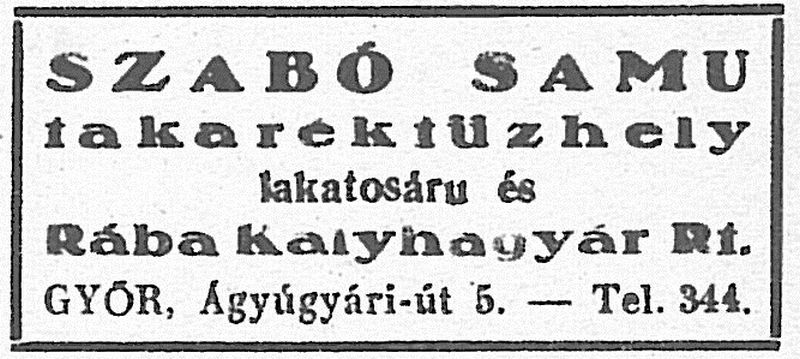 SZABÓ SAMU
takaréktűzhely
lakatosáru és
Rába Kályhagyár Rt.
GYŐR, Ágyúgyári-út 5. — Tel. 344.